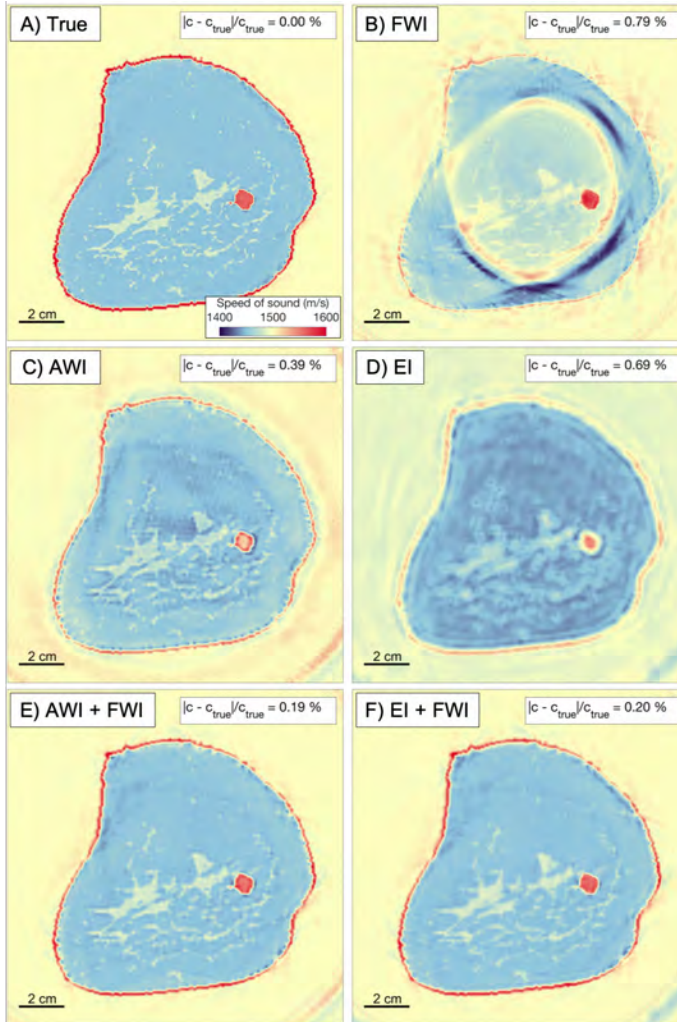 A) True
|c - c_true|/c_true = 0.00 %
B) FWI
|c - c_true|/c_true = 0.79 %
Speed of sound (m/s)
1400 1500 1600
2 cm
2 cm
C) AWI
|c - c_true|/c_true = 0.39 %
D) EI
|c - c_true|/c_true = 0.69 %
2 cm
2 cm
E) AWI + FWI
|c - c_true|/c_true = 0.19 %
F) EI + FWI
|c - c_true|/c_true = 0.20 %
2 cm
2 cm